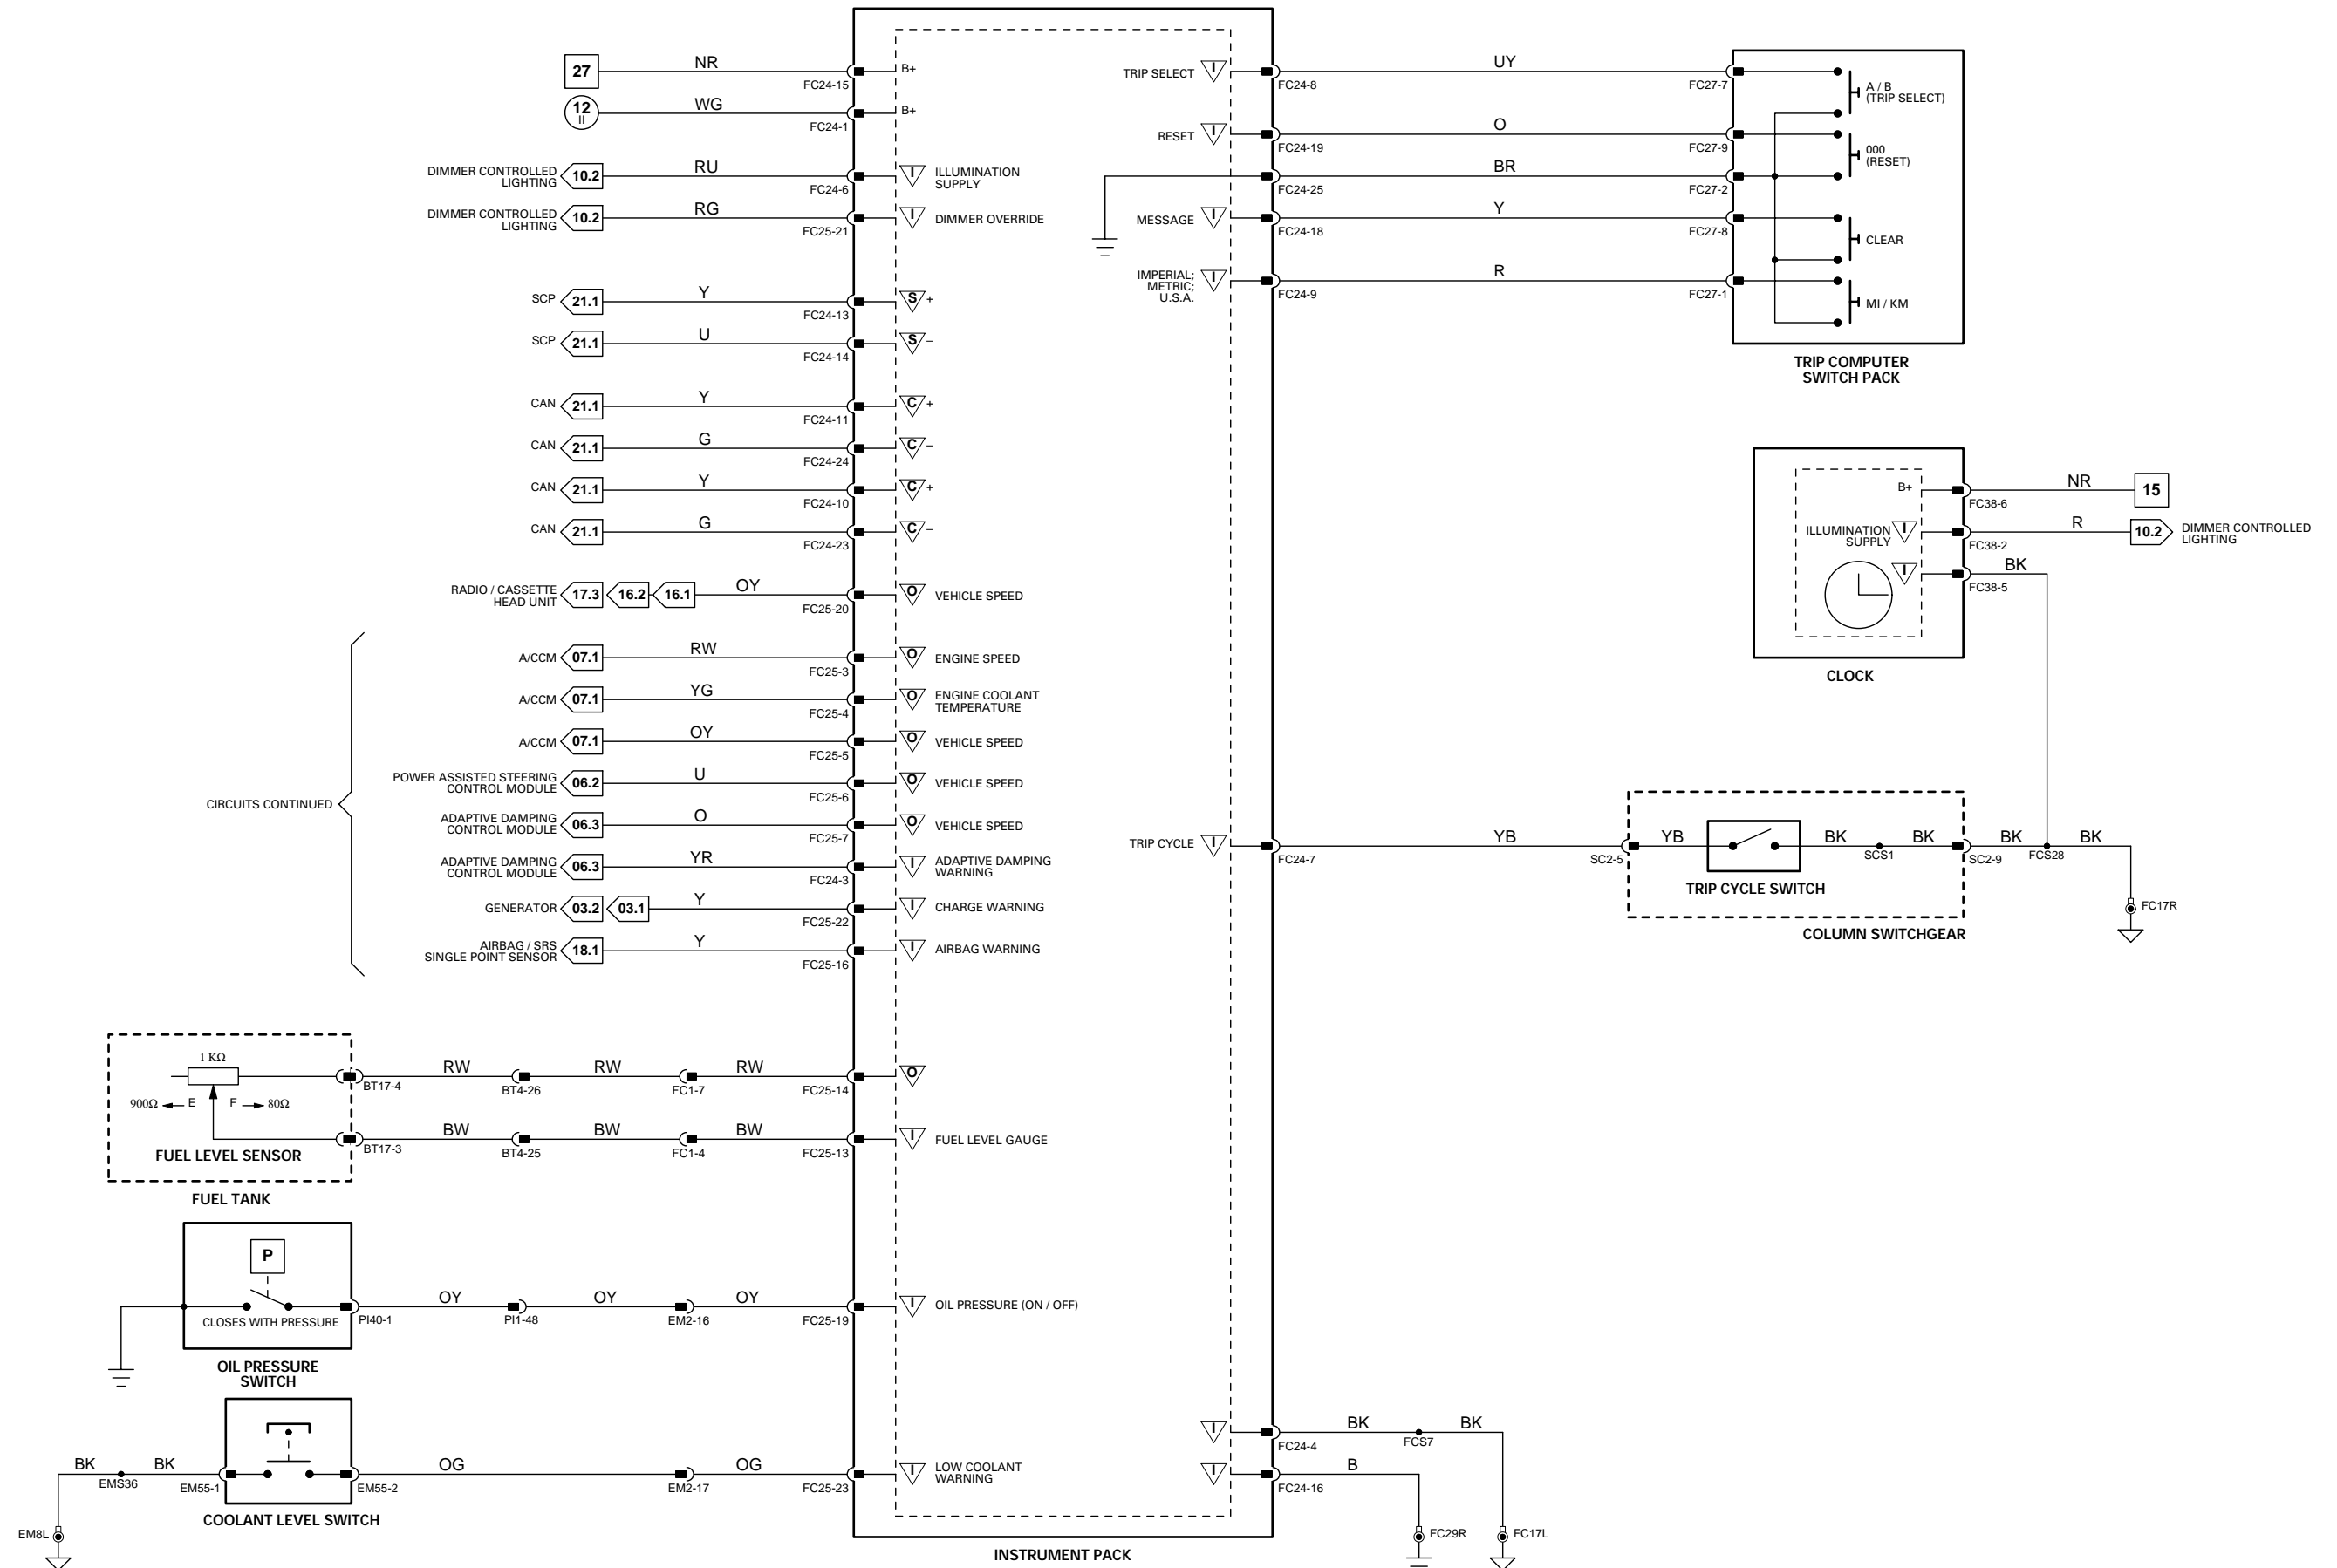 27
NR
FC24-15
B+
12
II
WG
FC24-1
B+
DIMMER CONTROLLED
LIGHTING
10.2
RU
FC24-6
I
ILLUMINATION
SUPPLY
DIMMER CONTROLLED
LIGHTING
10.2
RG
FC25-21
I
DIMMER OVERRIDE
SCP
21.1
Y
FC24-13
S
+
SCP
21.1
U
FC24-14
S
–
CAN
21.1
Y
FC24-11
C
+
CAN
21.1
G
FC24-24
C
–
CAN
21.1
Y
FC24-10
C
+
CAN
21.1
G
FC24-23
C
–
RADIO / CASSETTE
HEAD UNIT
17.3
16.2
16.1
OY
FC25-20
O
VEHICLE SPEED
CIRCUITS CONTINUED
A/CCM
07.1
RW
FC25-3
O
ENGINE SPEED
A/CCM
07.1
YG
FC25-4
O
ENGINE COOLANT
TEMPERATURE
A/CCM
07.1
OY
FC25-5
O
VEHICLE SPEED
POWER ASSISTED STEERING
CONTROL MODULE
06.2
U
FC25-6
O
VEHICLE SPEED
ADAPTIVE DAMPING
CONTROL MODULE
06.3
O
FC25-7
O
VEHICLE SPEED
ADAPTIVE DAMPING
CONTROL MODULE
06.3
YR
FC24-3
I
ADAPTIVE DAMPING
WARNING
GENERATOR
03.2
03.1
Y
FC25-22
I
CHARGE WARNING
AIRBAG / SRS
SINGLE POINT SENSOR
18.1
Y
FC25-16
I
AIRBAG WARNING
1 KΩ
900Ω
E
F
80Ω
FUEL LEVEL SENSOR
FUEL TANK
BT17-4
RW
BT4-26
RW
FC1-7
RW
FC25-14
O
BT17-3
BW
BT4-25
BW
FC1-4
BW
FC25-13
I
FUEL LEVEL GAUGE
P
CLOSES WITH PRESSURE
OIL PRESSURE
SWITCH
PI40-1
OY
PI1-48
OY
EM2-16
OY
FC25-19
I
OIL PRESSURE (ON / OFF)
EM8L
BK
EMS36
BK
EM55-1
COOLANT LEVEL SWITCH
EM55-2
OG
EM2-17
OG
FC25-23
I
LOW COOLANT
WARNING
INSTRUMENT PACK
TRIP SELECT
I
FC24-8
UY
FC27-7
A / B
(TRIP SELECT)
RESET
I
FC24-19
O
FC27-9
000
(RESET)
FC24-25
BR
FC27-2
MESSAGE
I
FC24-18
Y
FC27-8
CLEAR
IMPERIAL;
METRIC;
U.S.A.
I
FC24-9
R
FC27-1
MI / KM
TRIP COMPUTER
SWITCH PACK
B+
FC38-6
NR
15
ILLUMINATION
SUPPLY
I
FC38-2
R
10.2
DIMMER CONTROLLED
LIGHTING
I
FC38-5
BK
CLOCK
TRIP CYCLE
I
FC24-7
YB
SC2-5
YB
TRIP CYCLE SWITCH
BK
SCS1
BK
SC2-9
BK
FCS28
BK
FC17R
COLUMN SWITCHGEAR
I
FC24-4
BK
FCS7
BK
I
FC24-16
B
FC29R
FC17L